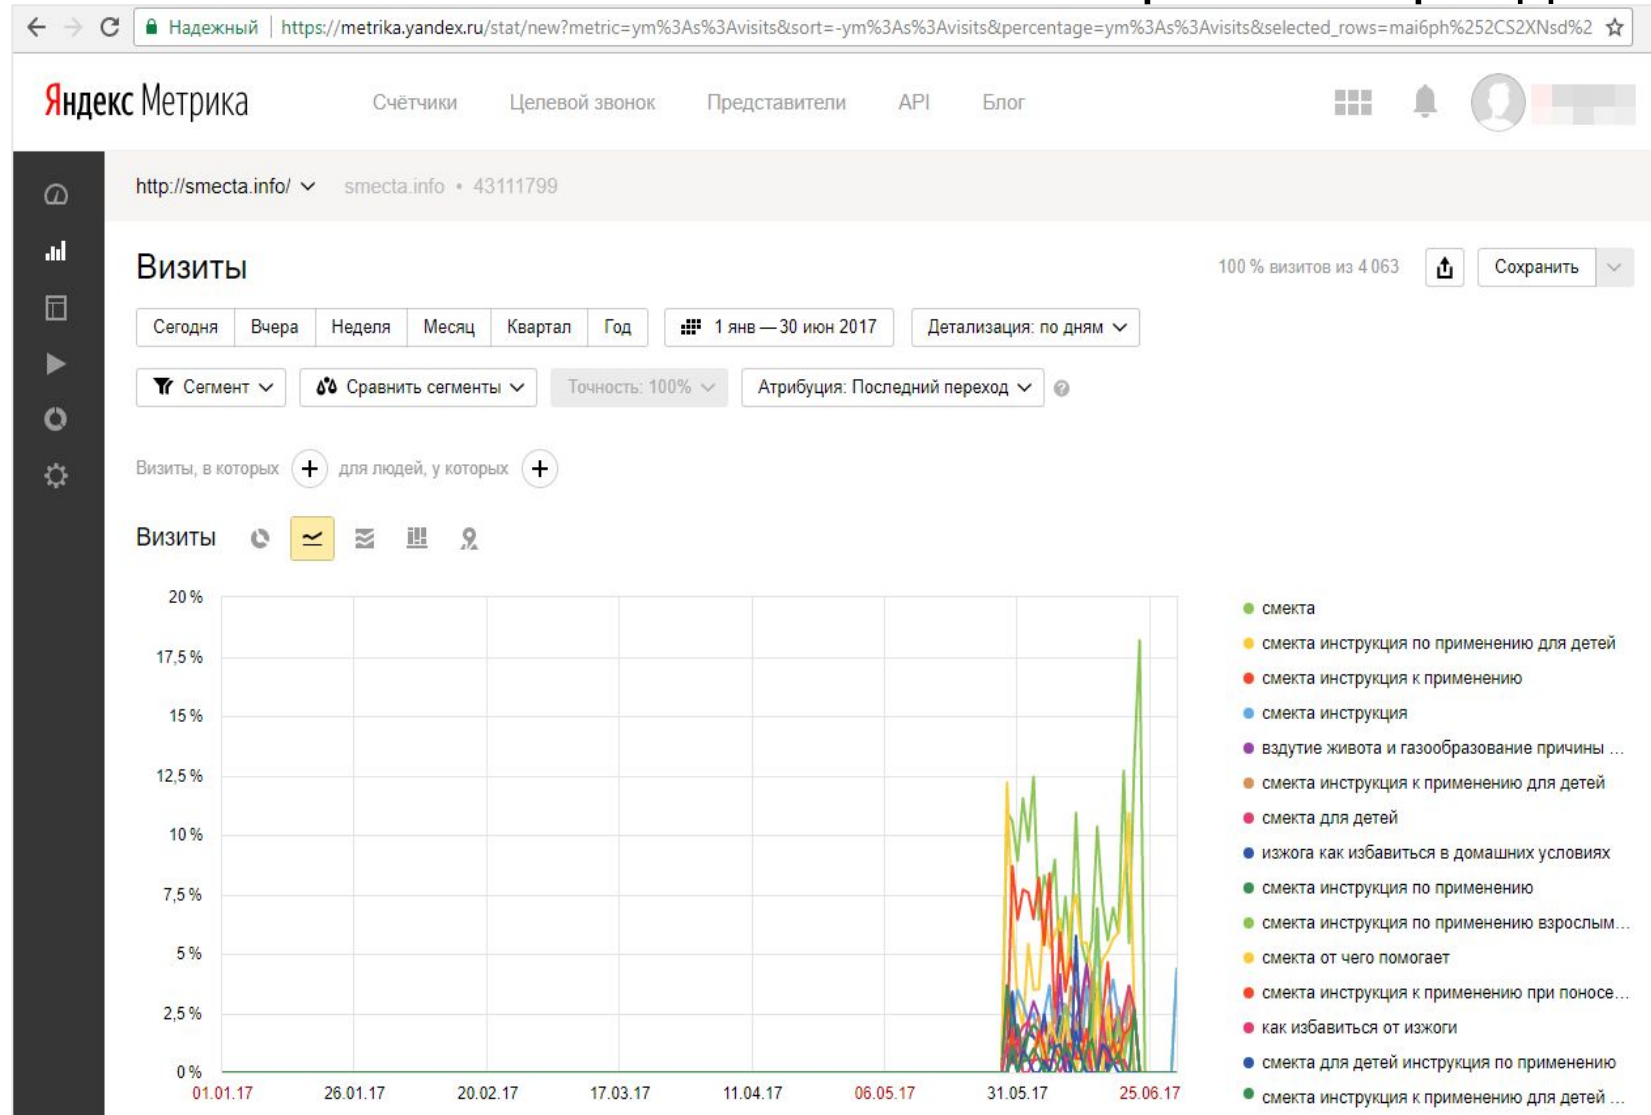 Надежный | https://metrika.yandex.ru/stat/new?metric=ym%3As%3Avisits&sort=-ym%3As%3Avisits&percentage=ym%3As%3Avisits&selected_rows=mai6ph%252CS2XNsd%2
Яндекс Метрика Счётчики Целевой звонок Представители API Блог
http://smecta.info/ smecta.info • 43111799
Визиты 100 % визитов из 4 063 Сохранить
Сегодня Вчера Неделя Месяц Квартал Год 1 янв — 30 июн 2017 Детализация: по дням
Сегмент Сравнить сегменты Точность: 100% Атрибуция: Последний переход ?
Визиты, в которых + для людей, у которых +
Визиты
20 %
17,5 %
15 %
12,5 %
10 %
7,5 %
5 %
2,5 %
0 %
01.01.17 26.01.17 20.02.17 17.03.17 11.04.17 06.05.17 31.05.17 25.06.17
смекта
смекта инструкция по применению для детей
смекта инструкция к применению
смекта инструкция
вздутие живота и газообразование причины ...
смекта инструкция к применению для детей
смекта для детей
изжога как избавиться в домашних условиях
смекта инструкция по применению
смекта инструкция по применению взрослым...
смекта от чего помогает
смекта инструкция к применению при поносе...
как избавиться от изжоги
смекта для детей инструкция по применению
смекта инструкция к применению для детей ...